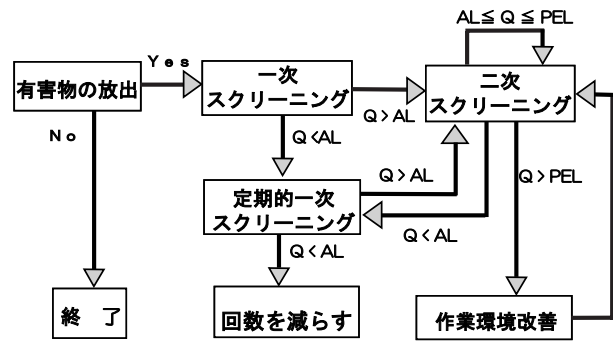 AL≦ Q ≦ PEL
Yes
有害物の放出
一次
スクリーニング
二次
スクリーニング
Q > AL
No
Q <AL
定期的一次
スクリーニング
Q > AL
Q > PEL
Q < AL
Q < AL
終 了
回数を減らす
作業環境改善